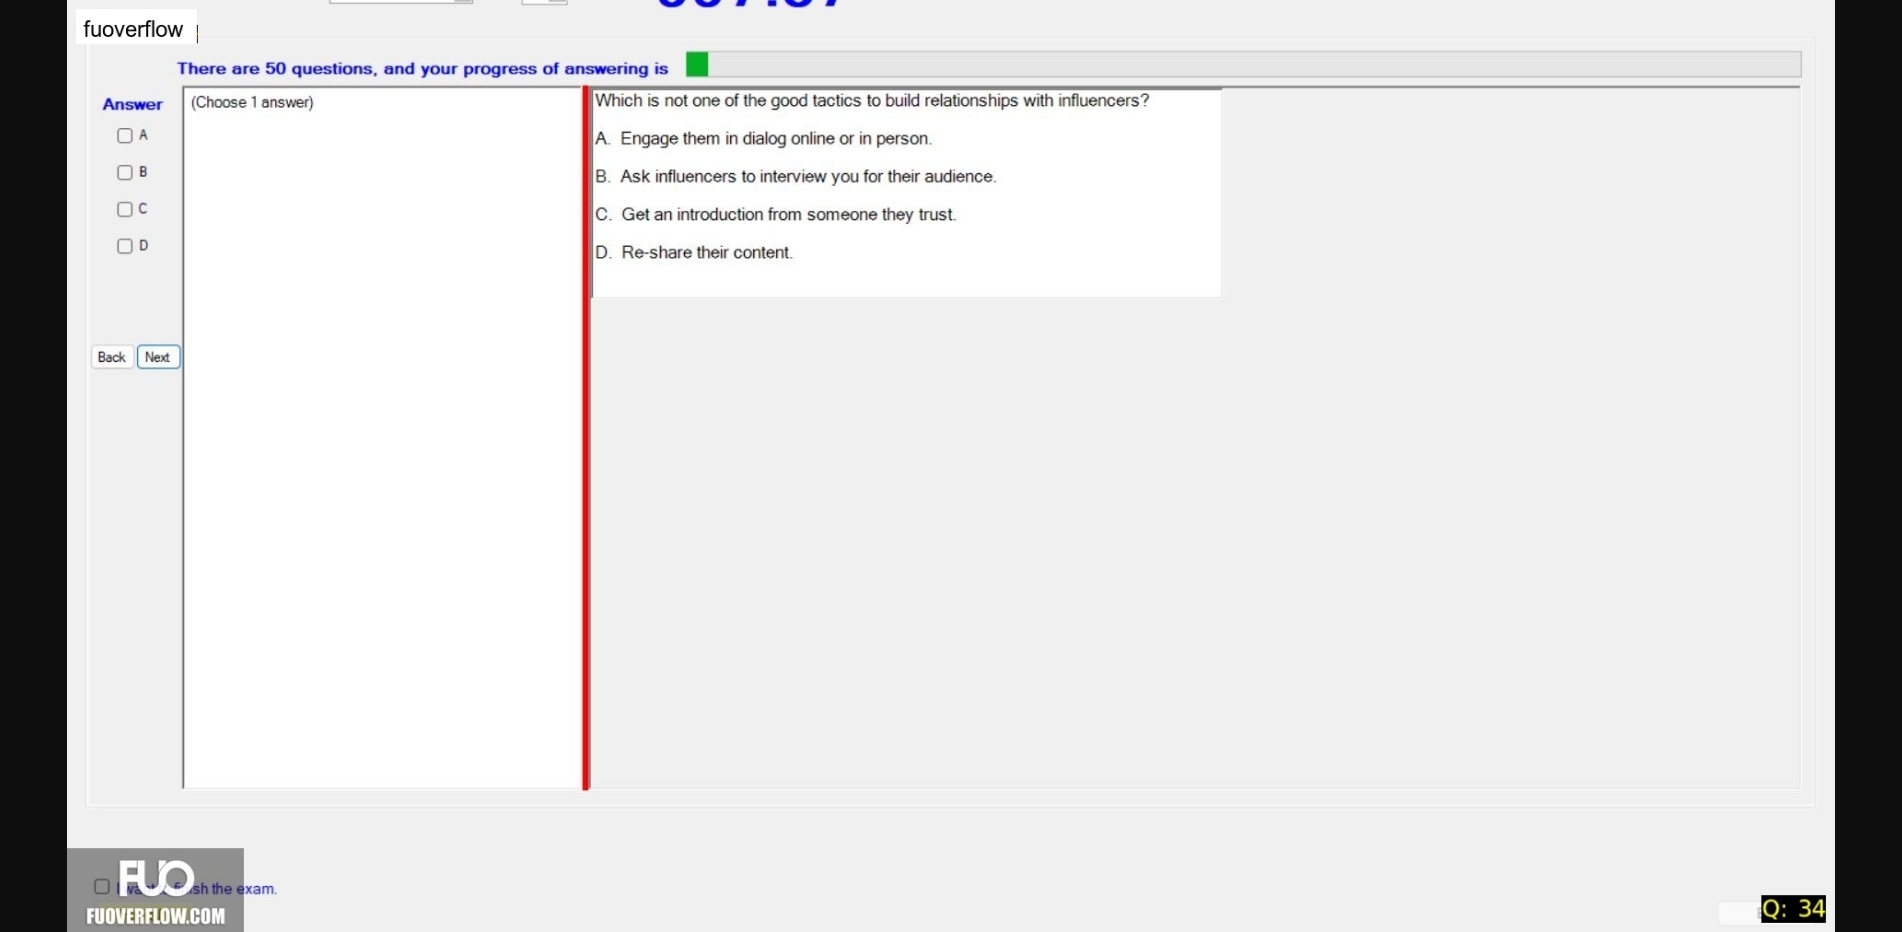 fuoverflow
There are 50 questions, and your progress of answering is
Answer
(Choose 1 answer)
A
B
C
D
Back Next
Which is not one of the good tactics to build relationships with influencers?
A. Engage them in dialog online or in person.
B. Ask influencers to interview you for their audience.
C. Get an introduction from someone they trust.
D. Re-share their content.
FUO
I want finish the exam.
FUOVERFLOW.COM
Q: 34